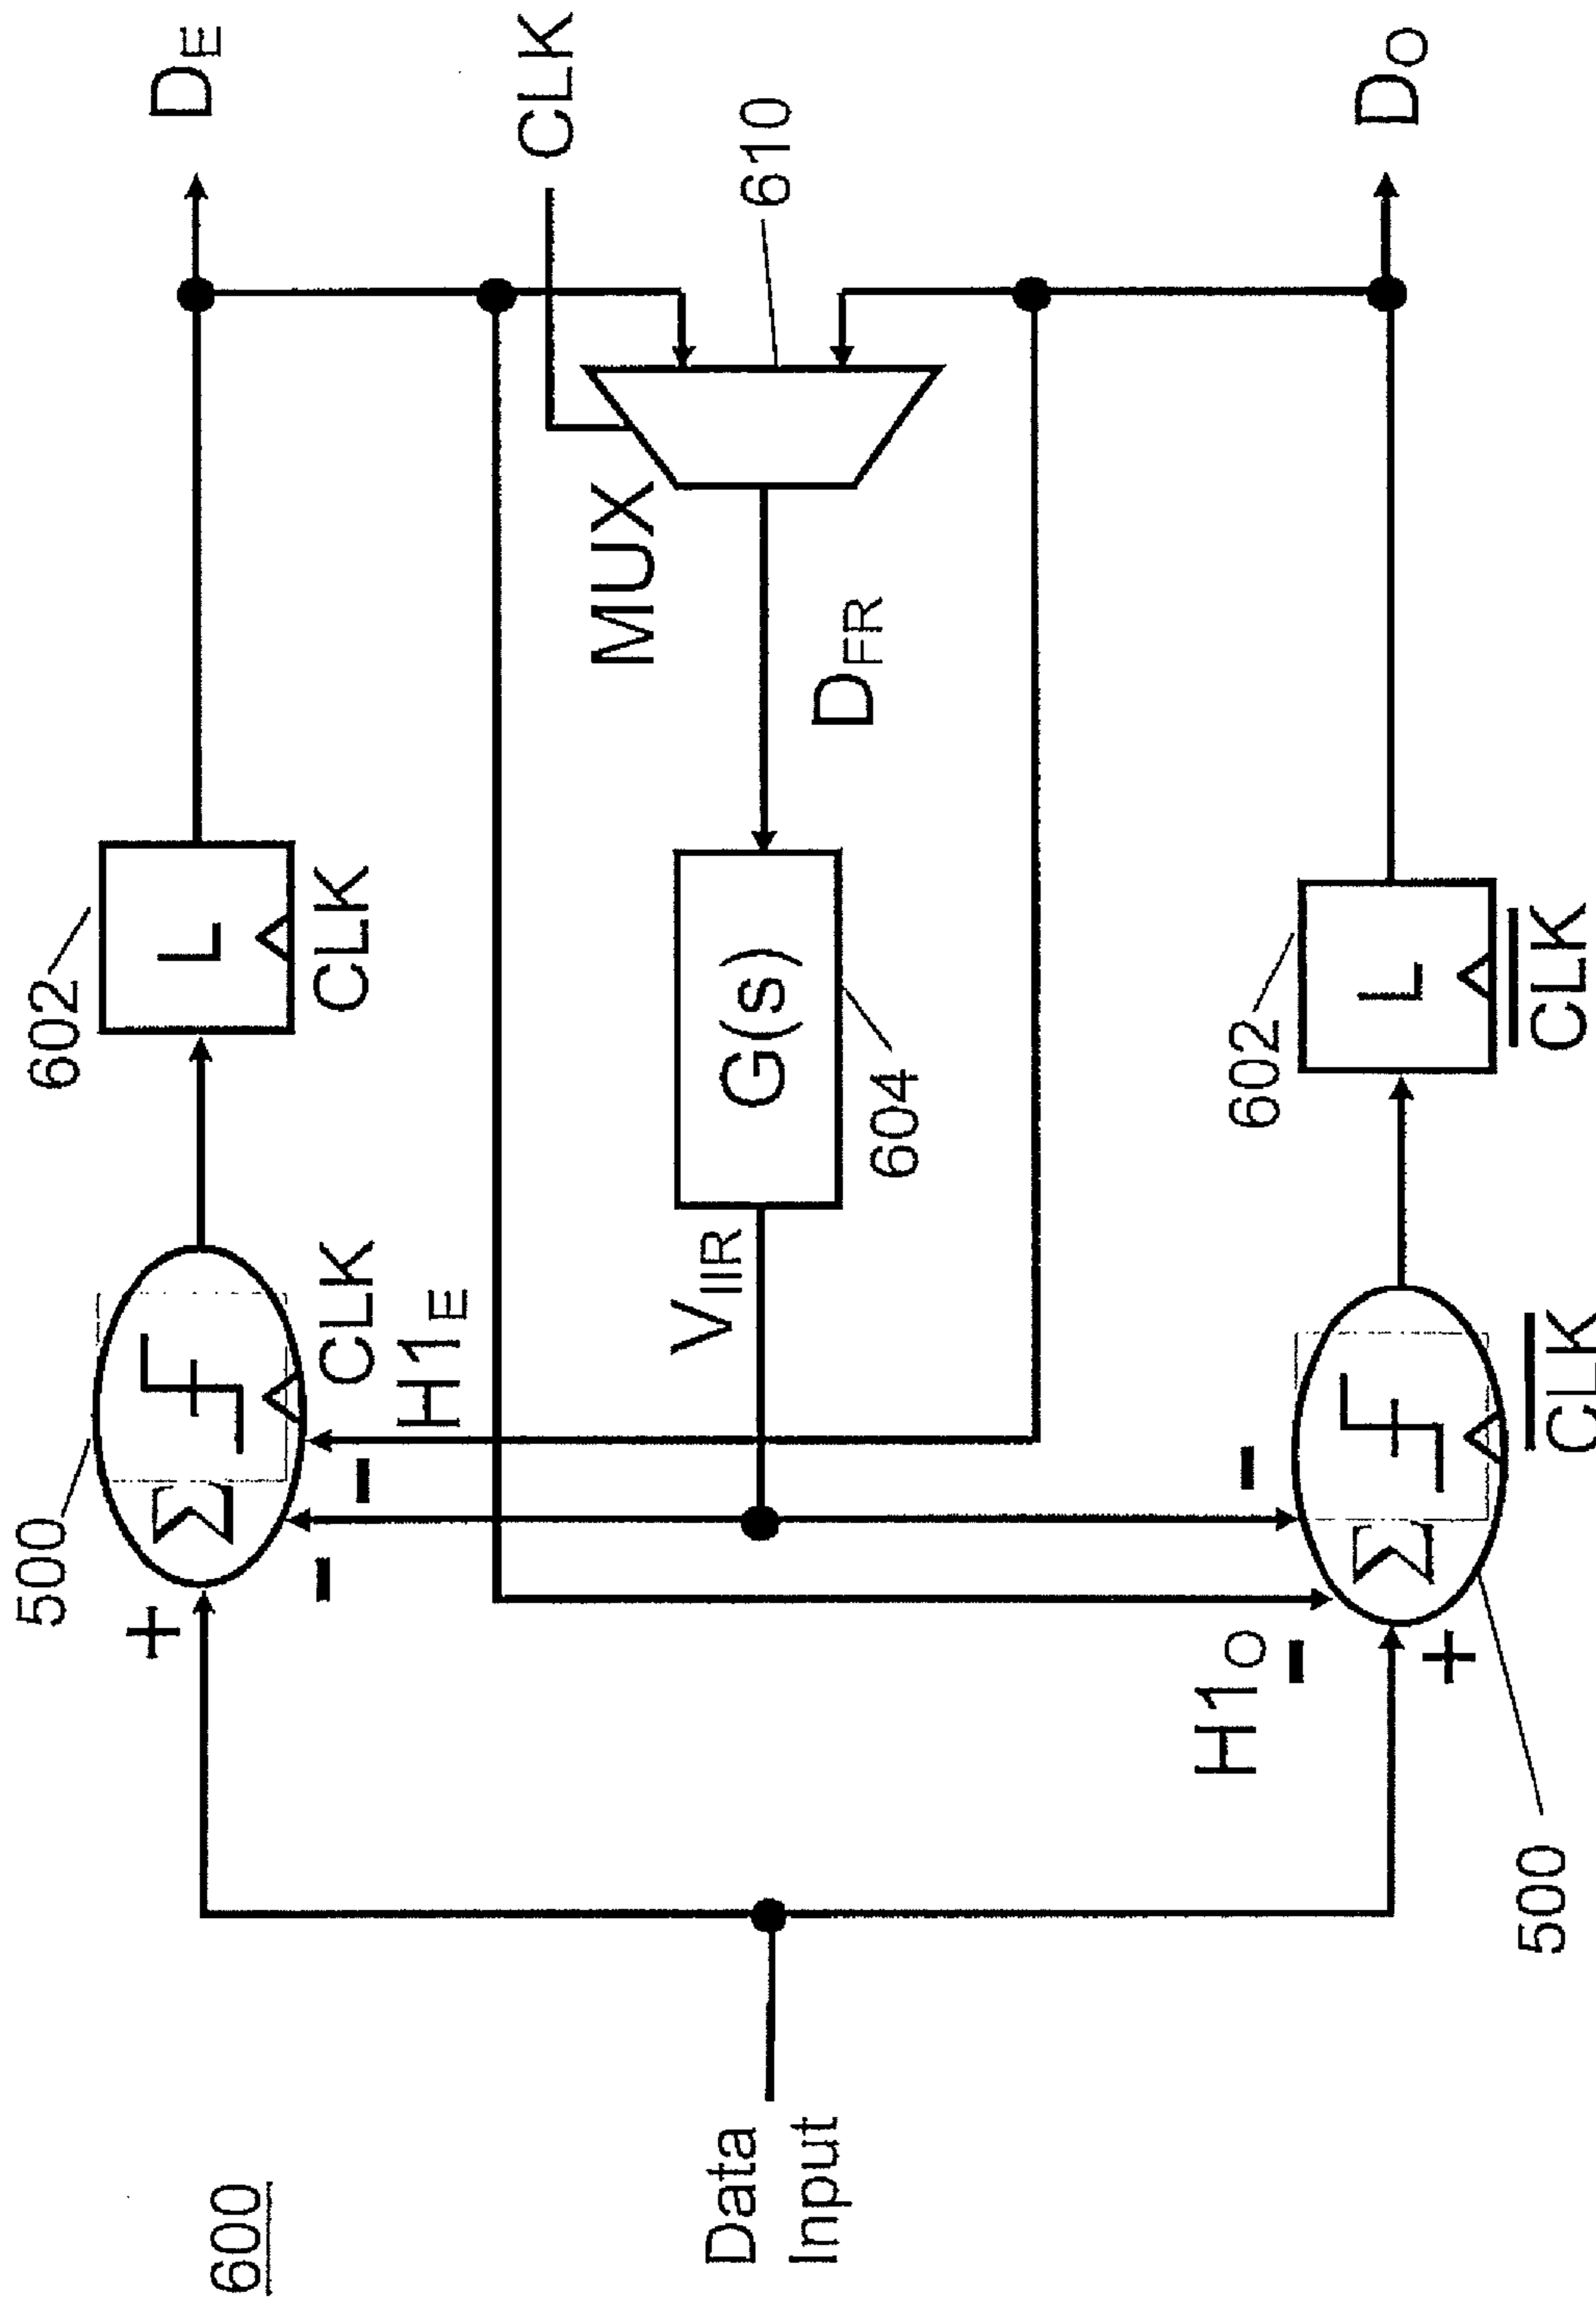 600
Data
Input
500
+
-
-
Σ
CLK
H1E
602
L
CLK
DE
CLK
VIIR
G(s)
604
DFR
MUX
610
H1O
-
-
+
Σ
500
CLK
602
L
CLK
DO